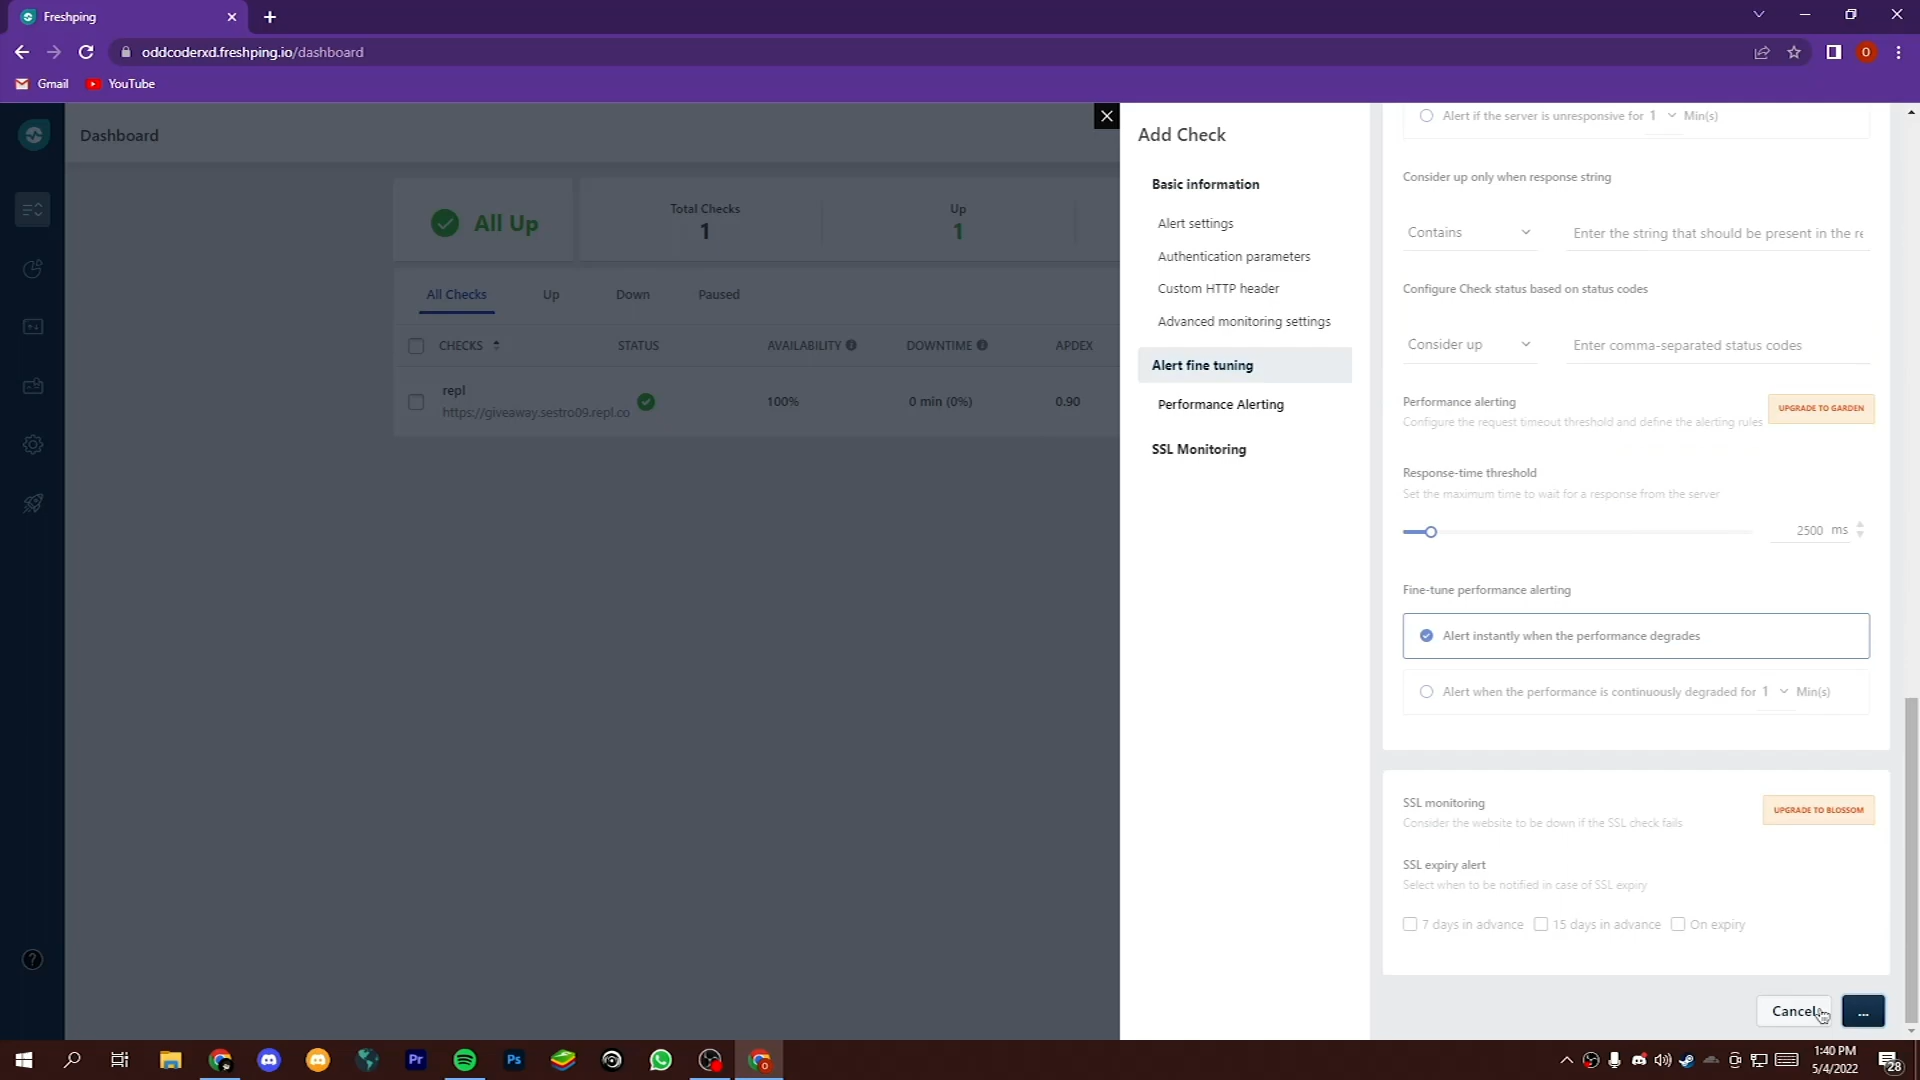 Freshping
oddcoderxd.freshping.io/dashboard
O
Gmail
YouTube
Dashboard
All Up
Total Checks
1
Up
1
All Checks
Up
Down
Paused
CHECKS
STATUS
AVAILABILITY
DOWNTIME
APDEX
repl
https://giveaway.sestro09.repl.co
100%
0 min (0%)
0.90
Add Check
Basic information
Alert settings
Authentication parameters
Custom HTTP header
Advanced monitoring settings
Alert fine tuning
Performance Alerting
SSL Monitoring
Alert if the server is unresponsive for 1 Min(s)
Consider up only when response string
Contains
Enter the string that should be present in the re
Configure Check status based on status codes
Consider up
Enter comma-separated status codes
Performance alerting
UPGRADE TO GARDEN
Configure the request timeout threshold and define the alerting rules
Response-time threshold
Set the maximum time to wait for a response from the server
2500 ms
Fine-tune performance alerting
Alert instantly when the performance degrades
Alert when the performance is continuously degraded for 1 Min(s)
SSL monitoring
UPGRADE TO BLOSSOM
Consider the website to be down if the SSL check fails
SSL expiry alert
Select when to be notified in case of SSL expiry
7 days in advance
15 days in advance
On expiry
Cancel
...
Pr
Ps
1:40 PM
5/4/2022
28